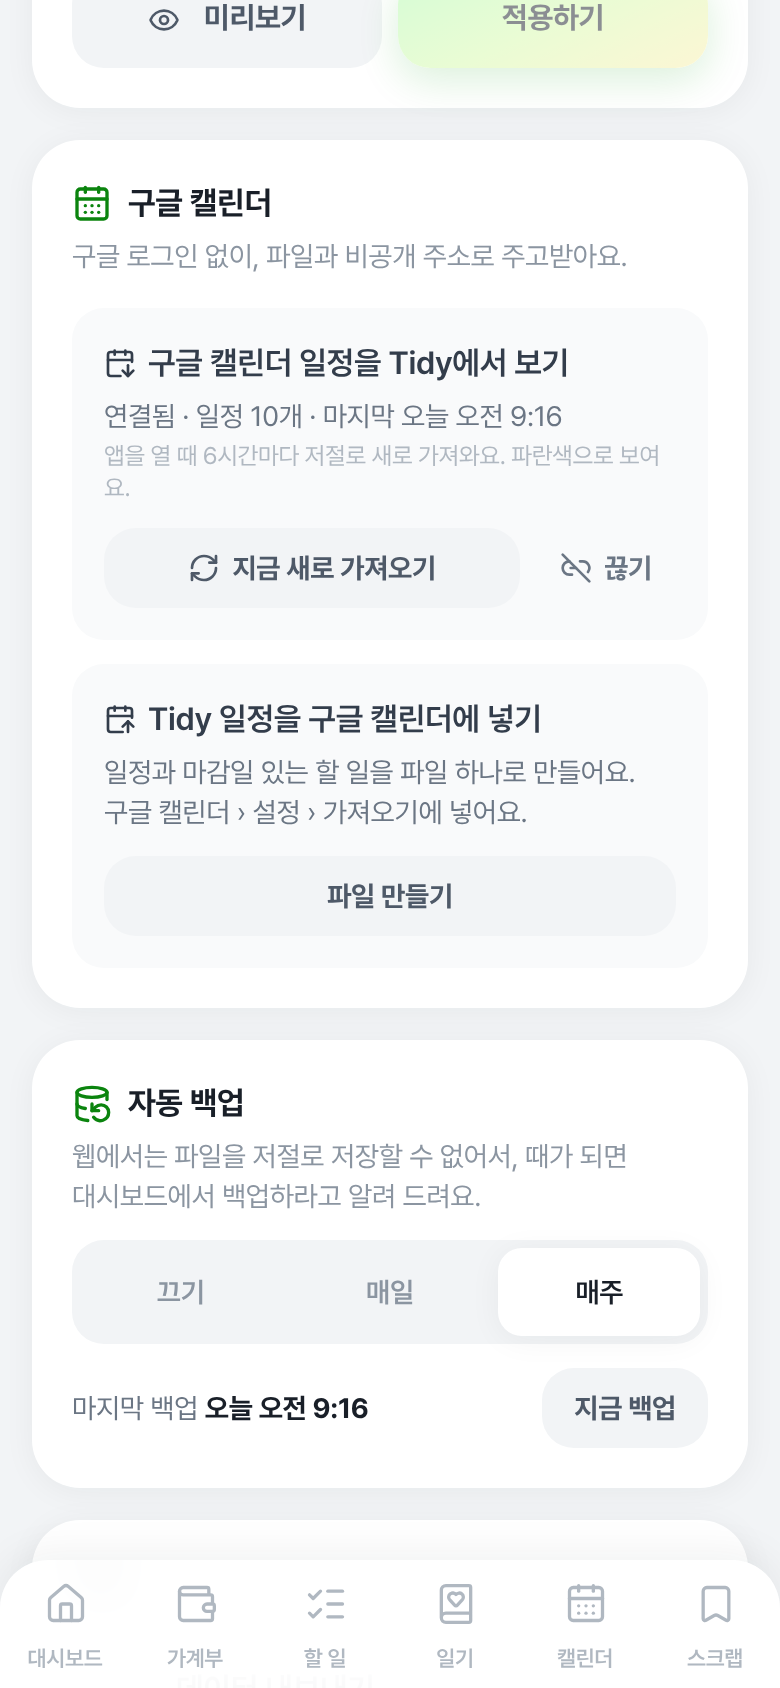 미리보기
적용하기
구글 캘린더
구글 로그인 없이, 파일과 비공개 주소로 주고받아요.
구글 캘린더 일정을 Tidy에서 보기
연결됨 · 일정 10개 · 마지막 오늘 오전 9:16
앱을 열 때 6시간마다 저절로 새로 가져와요. 파란색으로 보여
요.
지금 새로 가져오기
끊기
Tidy 일정을 구글 캘린더에 넣기
일정과 마감일 있는 할 일을 파일 하나로 만들어요.
구글 캘린더 › 설정 › 가져오기에 넣어요.
파일 만들기
자동 백업
웹에서는 파일을 저절로 저장할 수 없어서, 때가 되면
대시보드에서 백업하라고 알려 드려요.
끄기
매일
매주
마지막 백업 오늘 오전 9:16
지금 백업
대시보드
가계부
할 일
일기
캘린더
스크랩